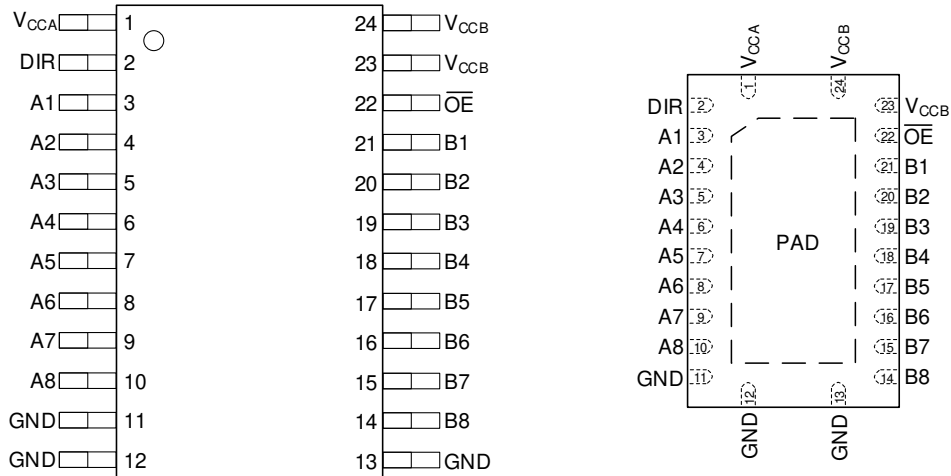 VCCA 1 24 VCCB
DIR 2 23 VCCB
A1 3 22 OE
A2 4 21 B1
A3 5 20 B2
A4 6 19 B3
A5 7 18 B4
A6 8 17 B5
A7 9 16 B6
A8 10 15 B7
GND 11 14 B8
GND 12 13 GND
VCCA VCCB
1 24
DIR 2 23 VCCB
A1 3 22 OE
A2 4 21 B1
A3 5 20 B2
A4 6 19 B3
A5 7 18 B4
A6 8 17 B5
A7 9 16 B6
A8 10 15 B7
GND 11 14 B8
PAD
12 13
GND GND